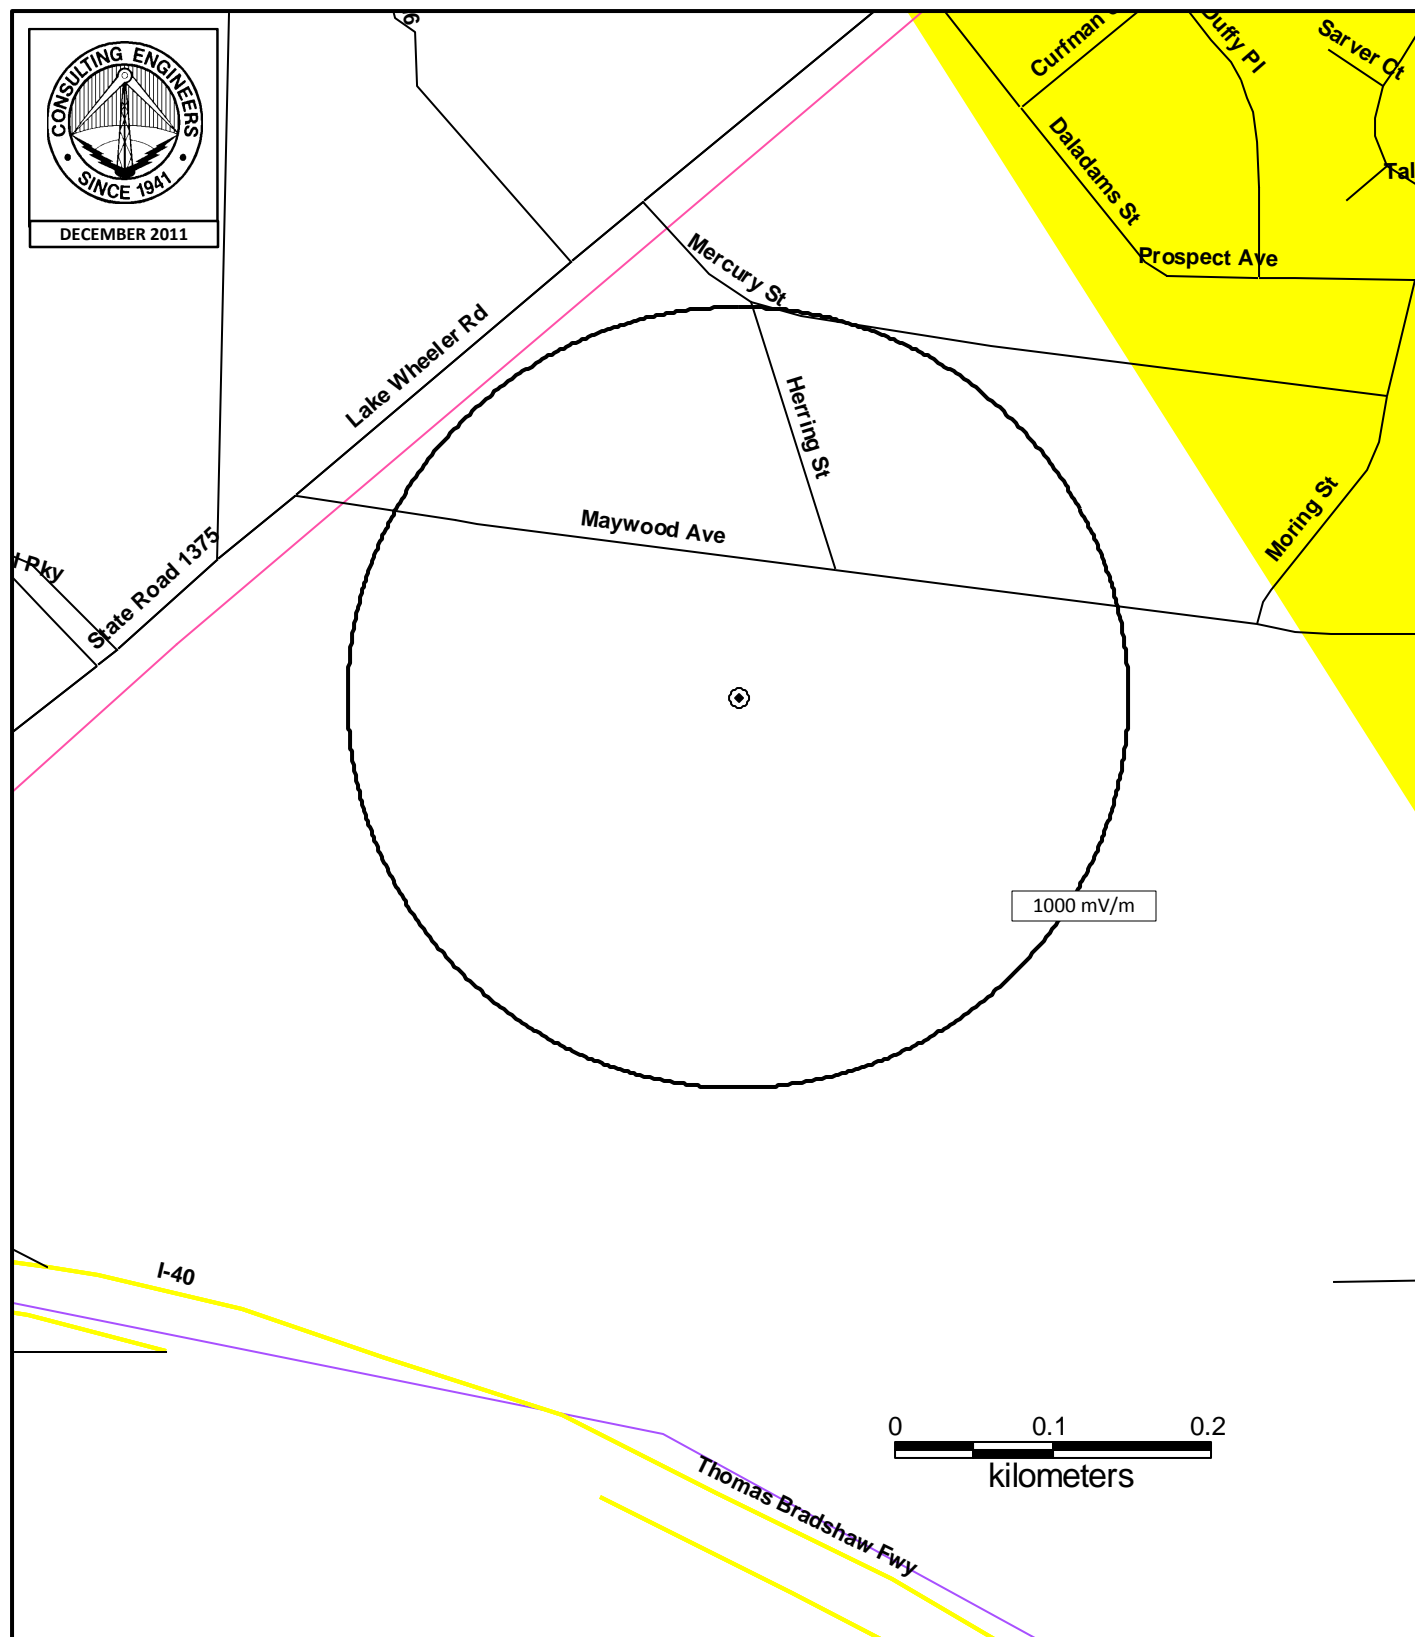 CONSULTING ENGINEERS
SINCE 1941
DECEMBER 2011
Curfman
Duffy Pl
Sarver Ct
Daladams St
Prospect Ave
Mercury St
Lake Wheeler Rd
Herring St
Maywood Ave
Moring St
State Road 1375
Pky
1000 mV/m
I-40
Thomas Bradshaw Fwy
0 0.1 0.2
kilometers